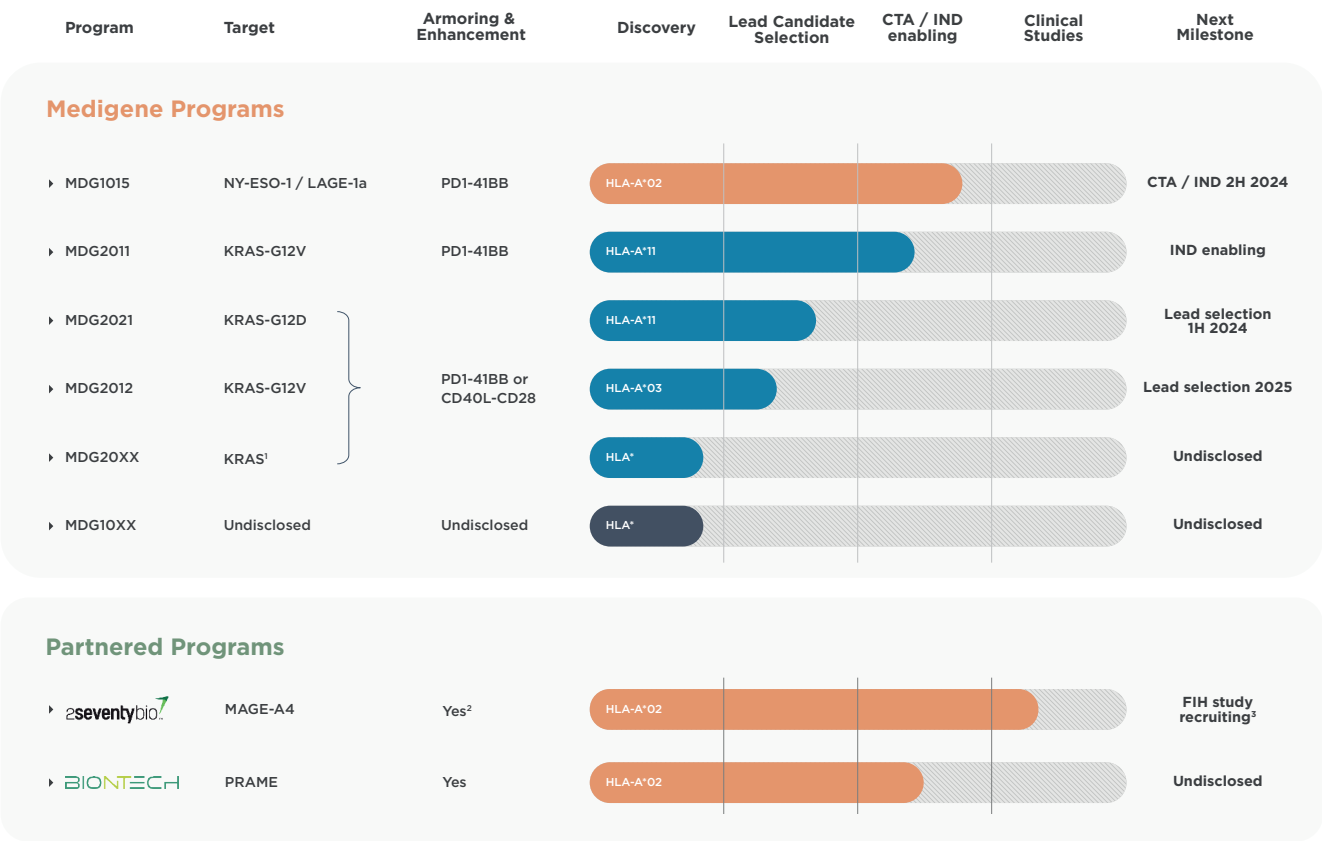 Program Target Armoring & Enhancement Discovery Lead Candidate Selection CTA / IND enabling Clinical Studies Next Milestone
Medigene Programs
MDG1015 NY-ESO-1 / LAGE-1a PD1-41BB HLA-A*02 CTA / IND 2H 2024
MDG2011 KRAS-G12V PD1-41BB HLA-A*11 IND enabling
MDG2021 KRAS-G12D HLA-A*11 Lead selection 1H 2024
MDG2012 KRAS-G12V PD1-41BB or CD40L-CD28 HLA-A*03 Lead selection 2025
MDG20XX KRAS¹ HLA* Undisclosed
MDG10XX Undisclosed Undisclosed HLA* Undisclosed
Partnered Programs
2seventybio MAGE-A4 Yes² HLA-A*02 FIH study recruiting³
BIONTECH PRAME Yes HLA-A*02 Undisclosed